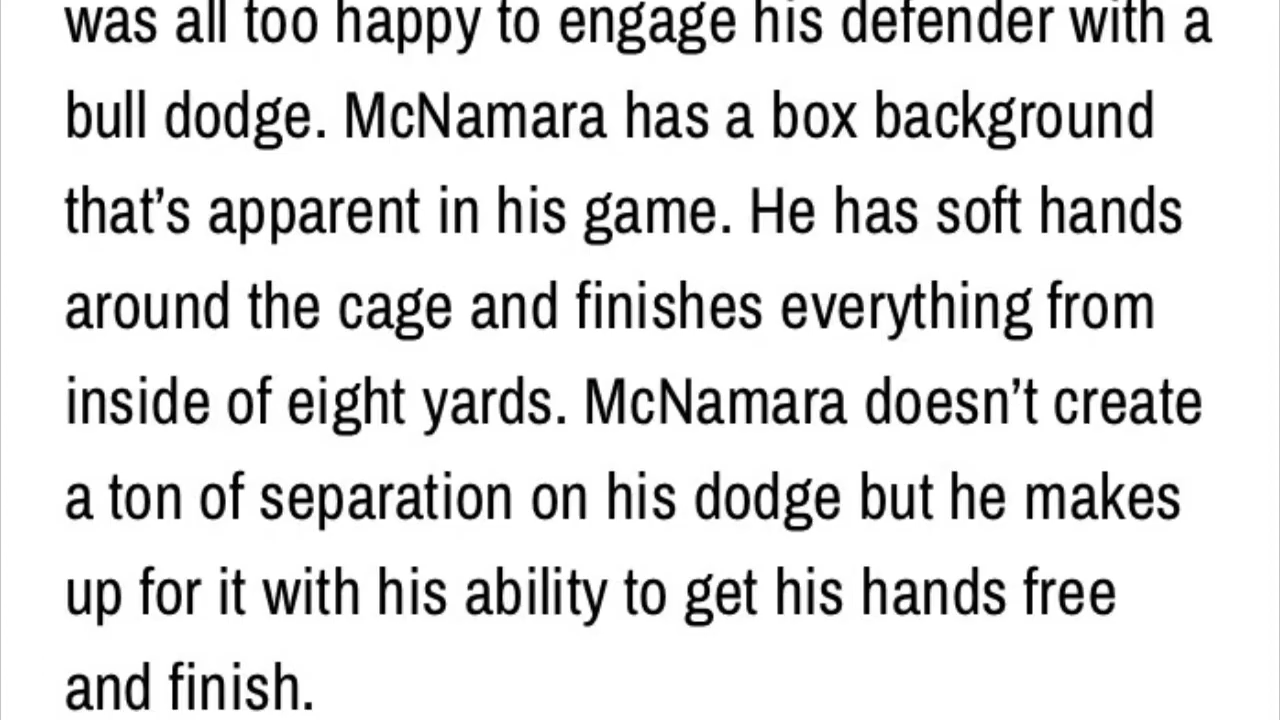 was all too happy to engage his defender with a
bull dodge. McNamara has a box background
that’s apparent in his game. He has soft hands
around the cage and finishes everything from
inside of eight yards. McNamara doesn’t create
a ton of separation on his dodge but he makes
up for it with his ability to get his hands free
and finish.